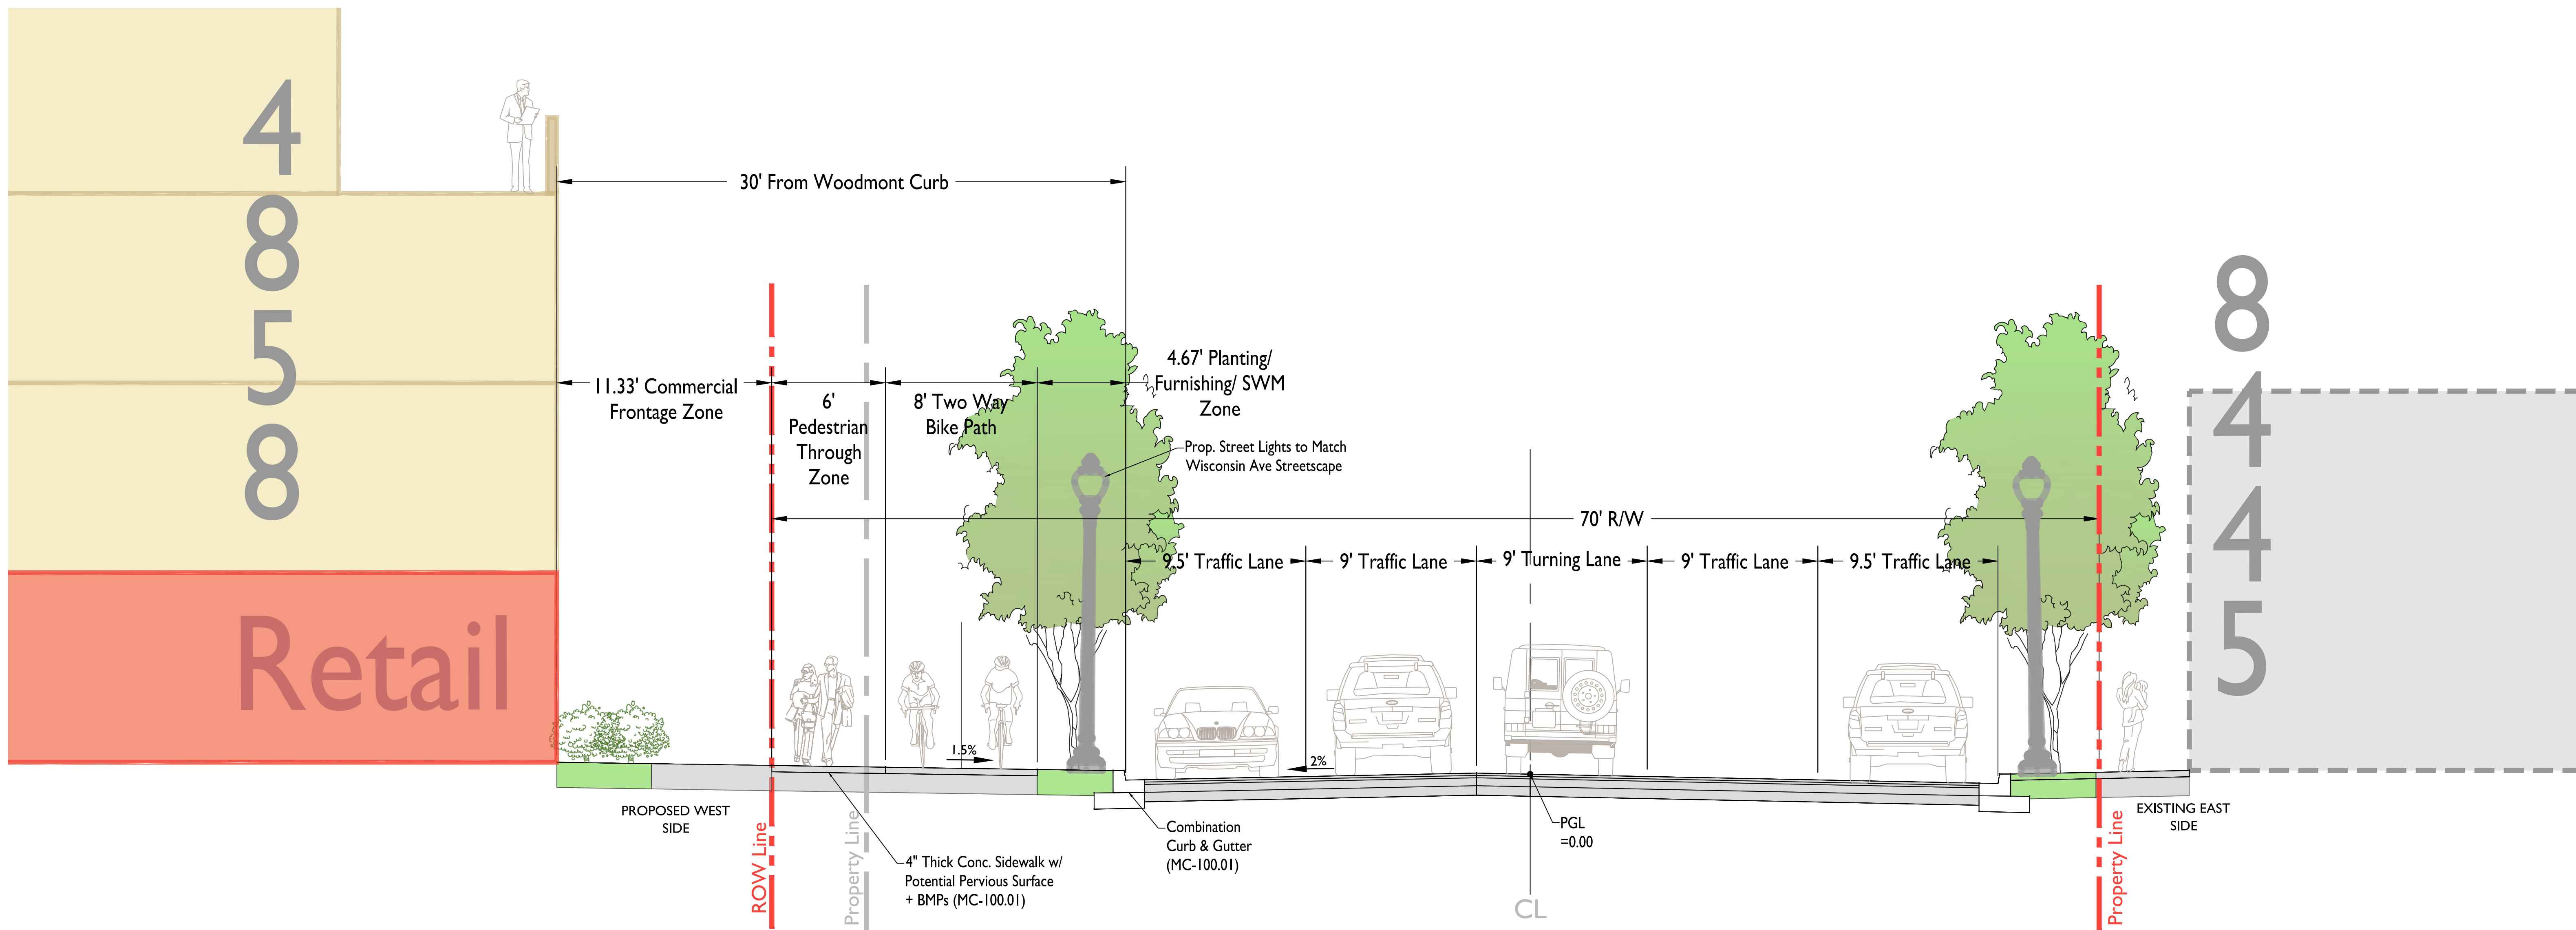 4
8
5
8
Retail
30' From Woodmont Curb
11.33' Commercial
Frontage Zone
6'
Pedestrian
Through
Zone
8' Two Way
Bike Path
4.67' Planting/
Furnishing/ SWM
Zone
Prop. Street Lights to Match
Wisconsin Ave Streetscape
70' R/W
9.5' Traffic Lane
9' Traffic Lane
9' Turning Lane
9' Traffic Lane
9.5' Traffic Lane
8
4
4
5
1.5%
2%
PROPOSED WEST
SIDE
ROW Line
Property Line
4" Thick Conc. Sidewalk w/
Potential Pervious Surface
+ BMPs (MC-100.01)
Combination
Curb & Gutter
(MC-100.01)
PGL
=0.00
CL
Property Line
EXISTING EAST
SIDE